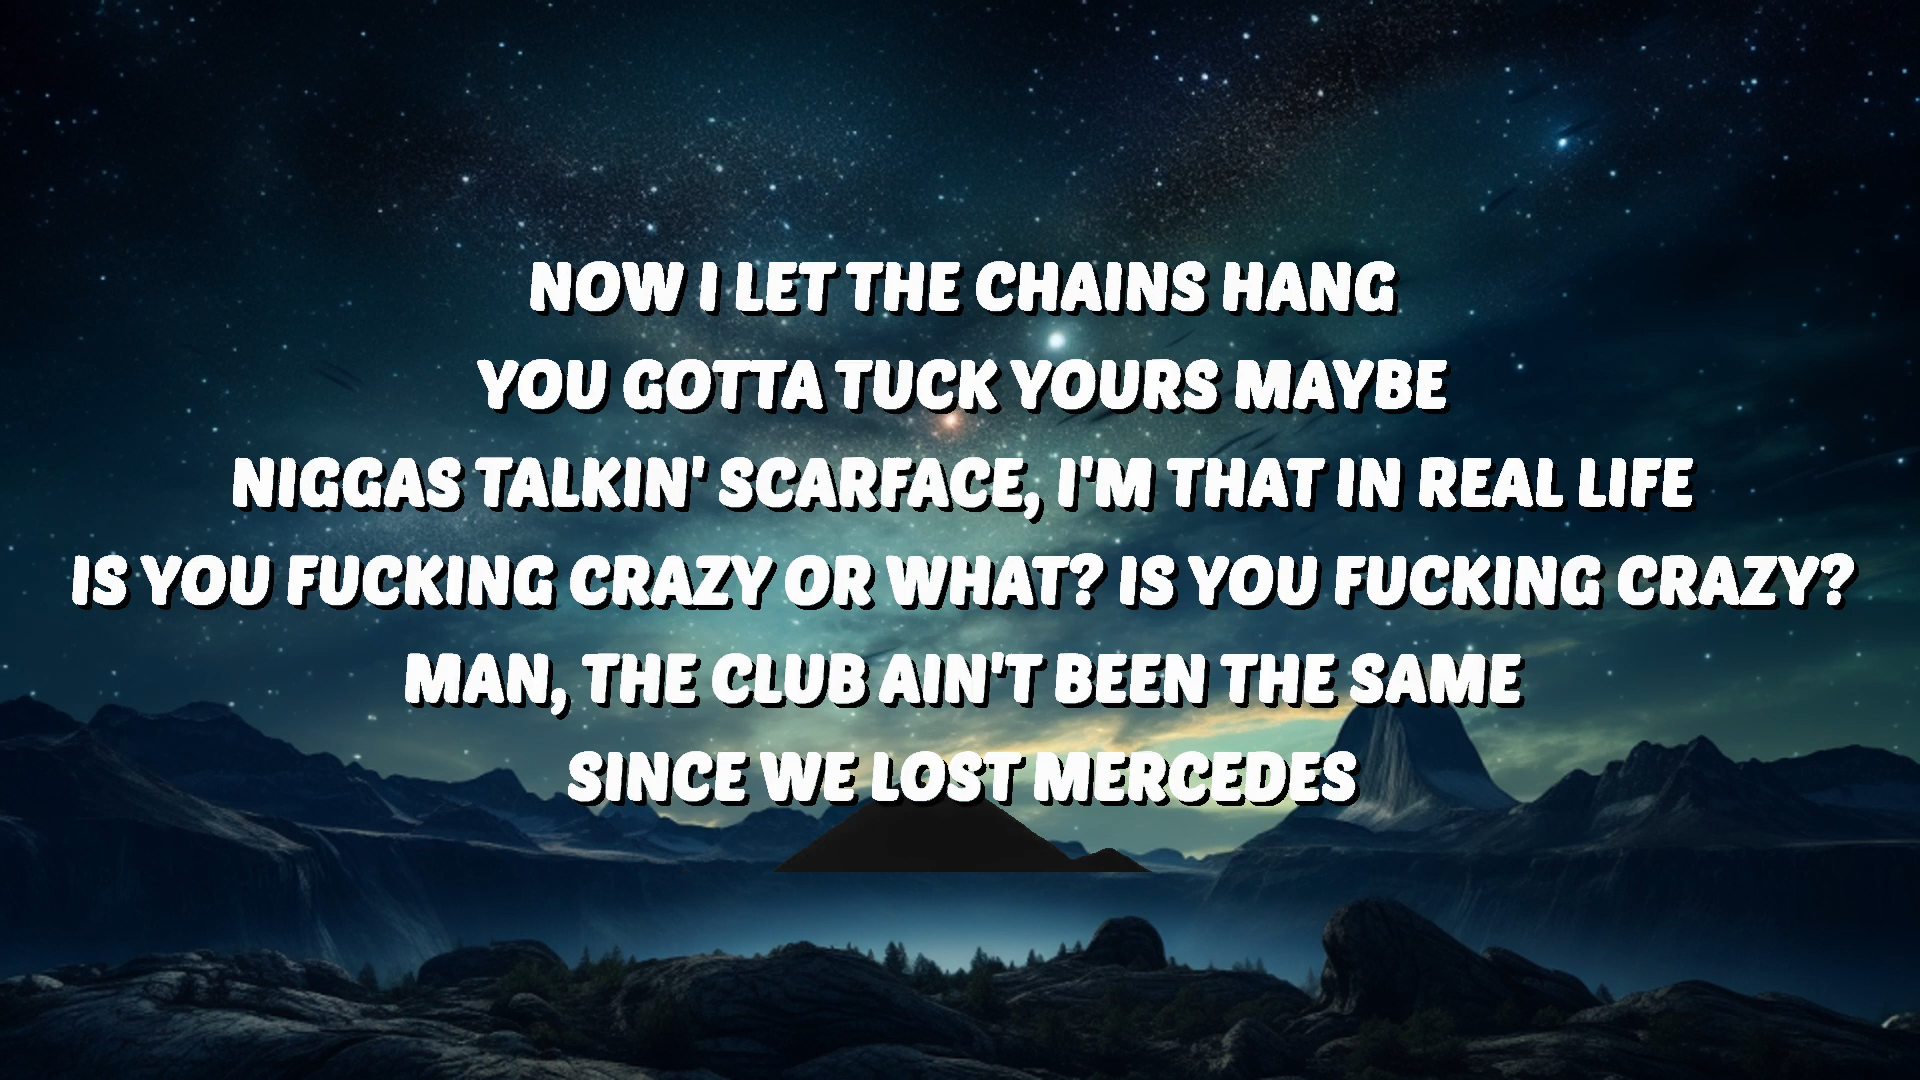 NOW I LET THE CHAINS HANG
YOU GOTTA TUCK YOURS MAYBE
NIGGAS TALKIN' SCARFACE, I'M THAT IN REAL LIFE
IS YOU FUCKING CRAZY OR WHAT? IS YOU FUCKING CRAZY?
MAN, THE CLUB AIN'T BEEN THE SAME
SINCE WE LOST MERCEDES